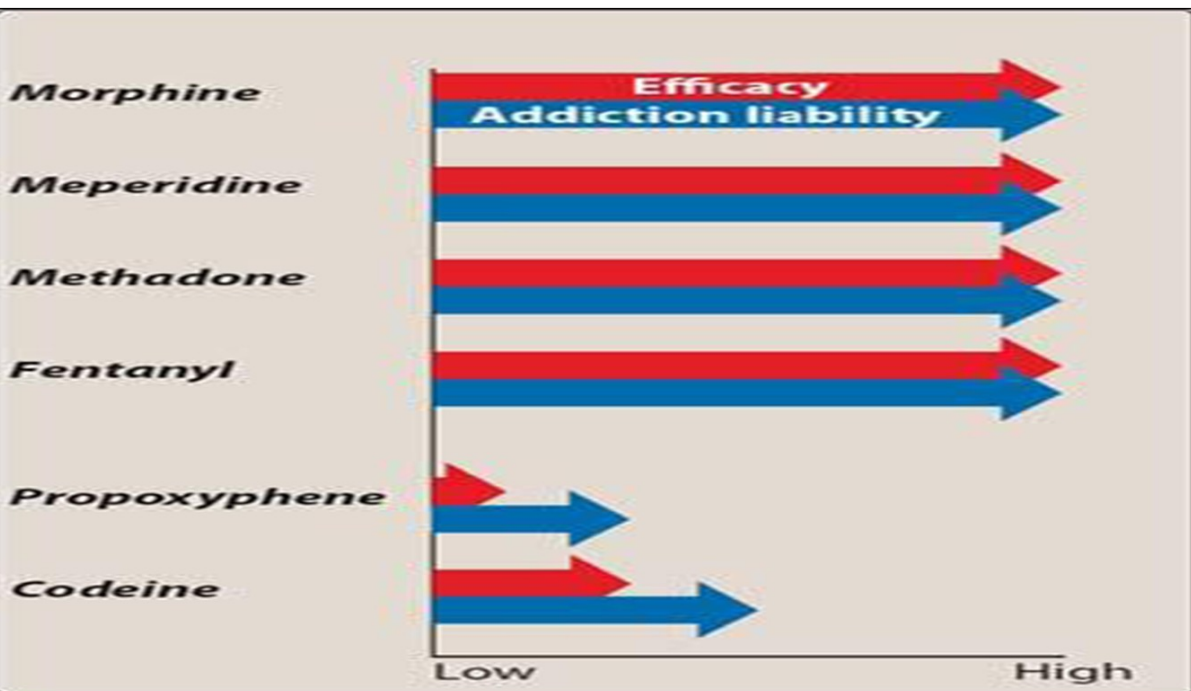 Morphine
Efficacy
Addiction liability
Meperidine
Methadone
Fentanyl
Propoxyphene
Codeine
Low High